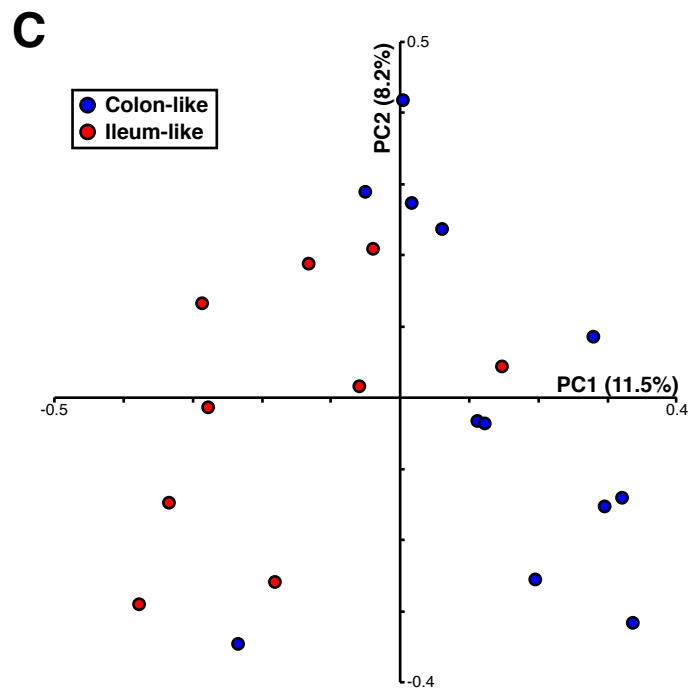 C
0.5
PC2 (8.2%)
Colon-like
Ileum-like
PC1 (11.5%)
-0.5
0.4
-0.4